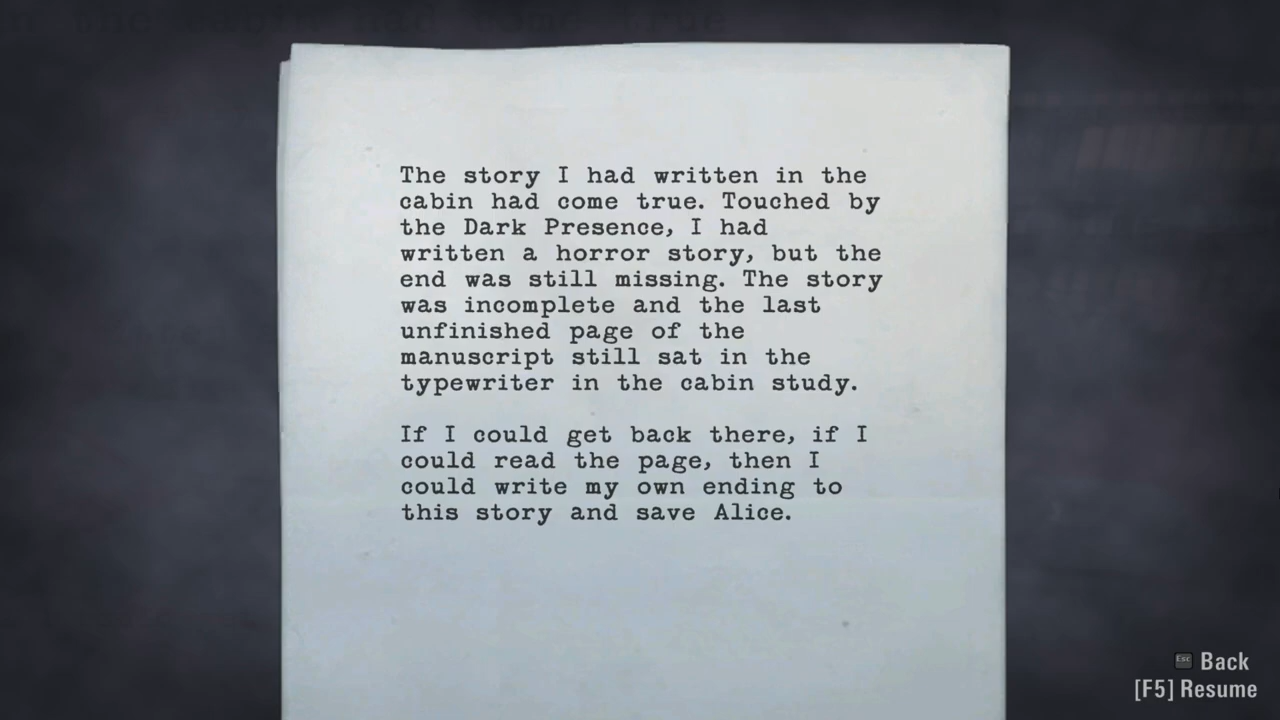 The story I had written in the
cabin had come true. Touched by
the Dark Presence, I had
written a horror story, but the
end was still missing. The story
was incomplete and the last
unfinished page of the
manuscript still sat in the
typewriter in the cabin study.
If I could get back there, if I
could read the page, then I
could write my own ending to
this story and save Alice.
Esc Back
[F5] Resume